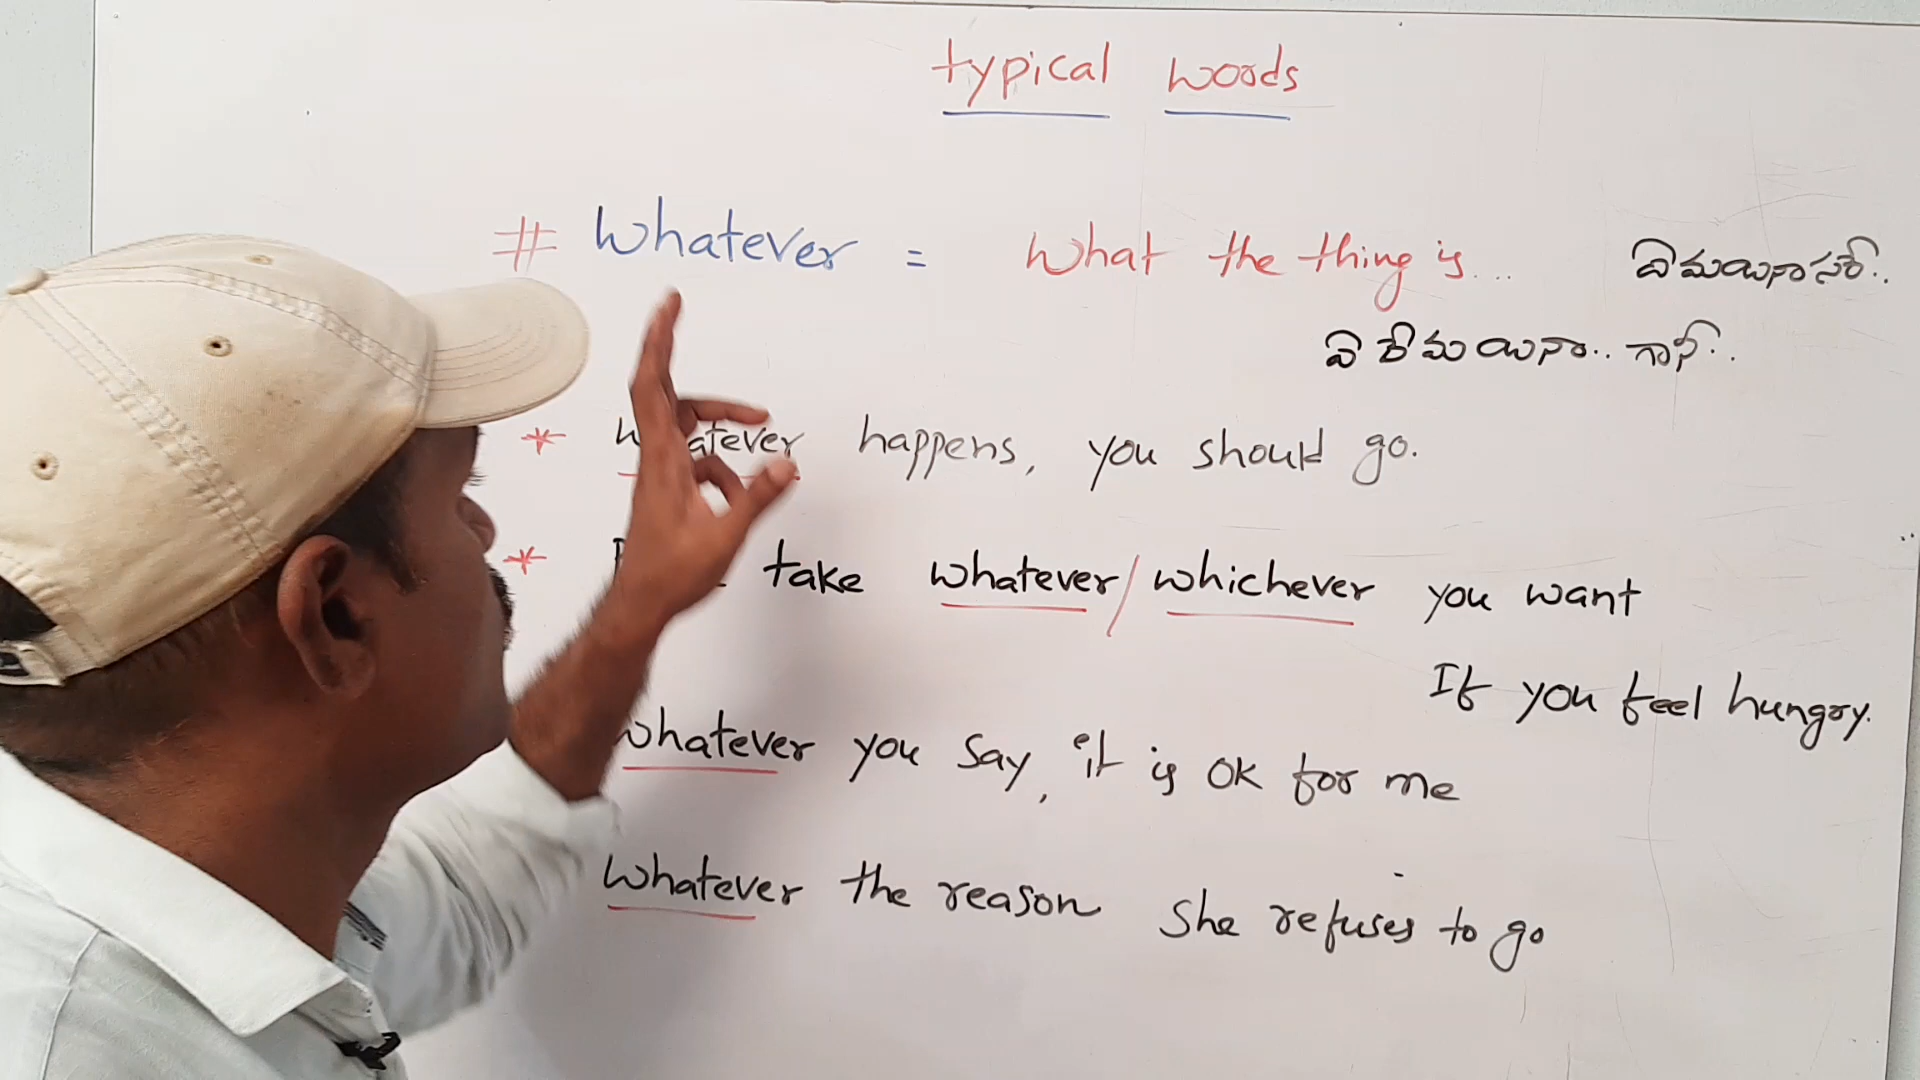 typical words
# Whatever = What the thing is... ఏమయినాసరే..
ఏదేమయినా.. గానీ..
* whatever happens, you should go.
* take whatever/whichever you want
If you feel hungry.
whatever you say, it is ok for me
Whatever the reason she refuses to go